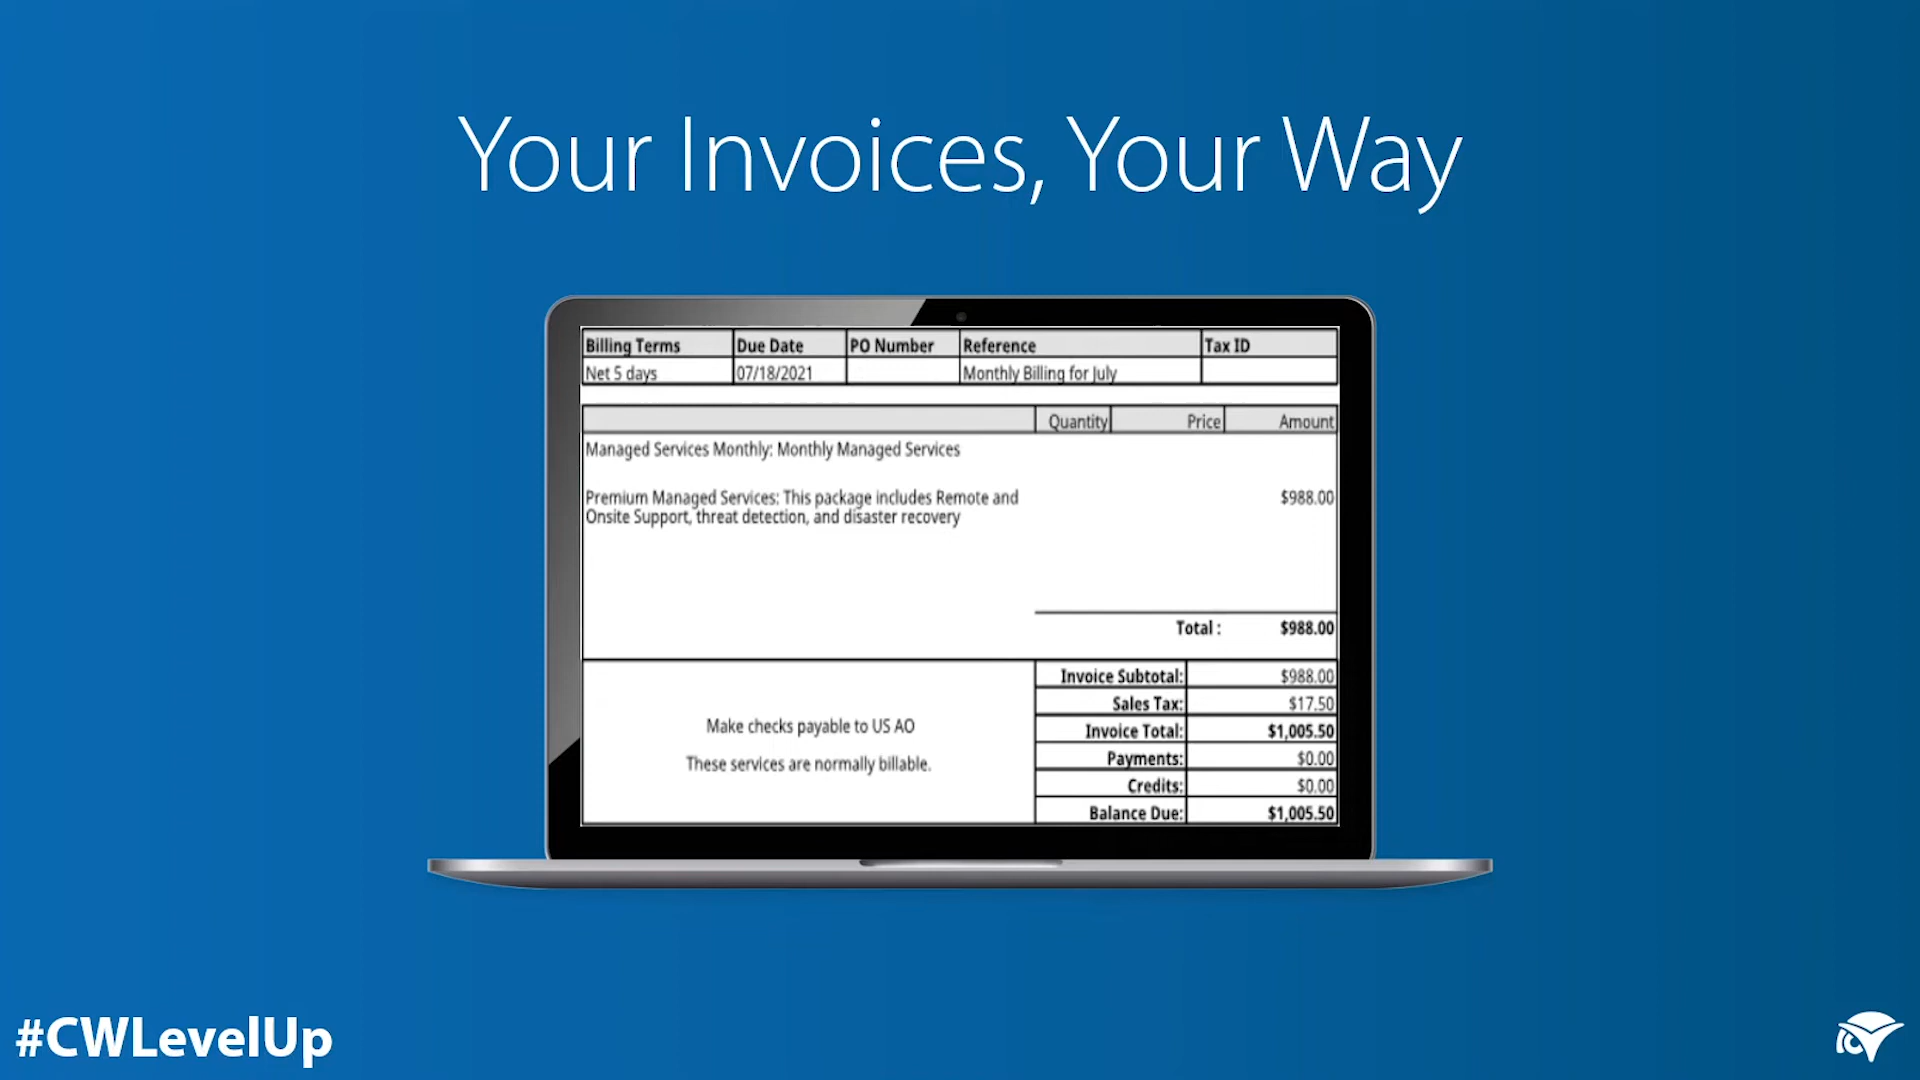 Your Invoices, Your Way
Billing Terms Due Date PO Number Reference Tax ID
Net 5 days 07/18/2021 Monthly Billing for July
Quantity Price Amount
Managed Services Monthly: Monthly Managed Services
Premium Managed Services: This package includes Remote and $988.00
Onsite Support, threat detection, and disaster recovery
Total : $988.00
Invoice Subtotal: $988.00
Sales Tax: $17.50
Make checks payable to US AO
Invoice Total: $1,005.50
These services are normally billable.
Payments: $0.00
Credits: $0.00
Balance Due: $1,005.50
#CWLevelUp